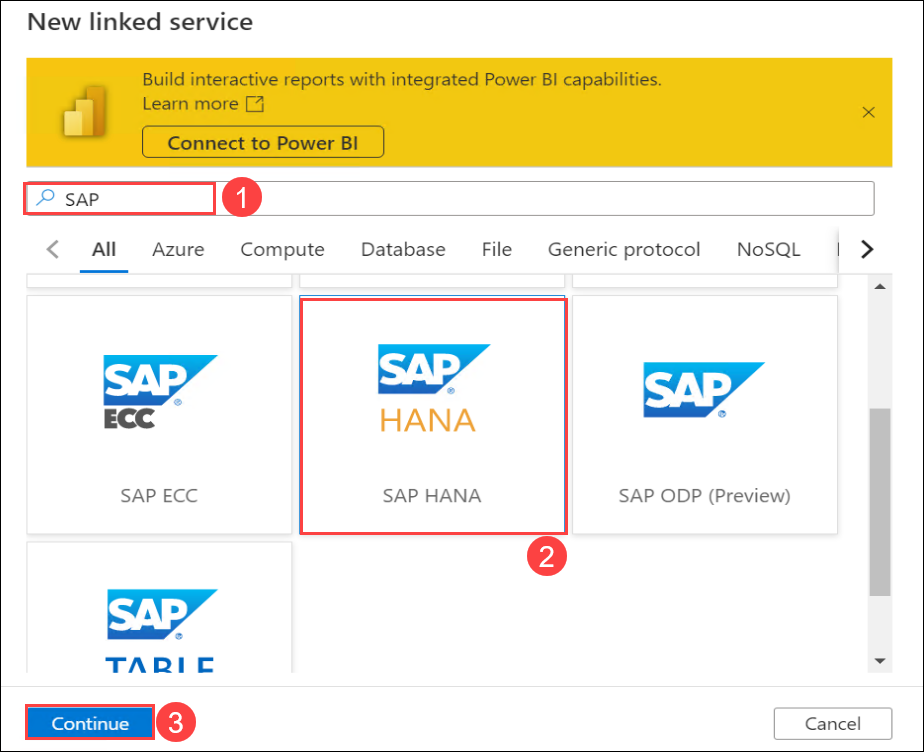 New linked service
Build interactive reports with integrated Power BI capabilities.
Learn more
Connect to Power BI
SAP
1
All Azure Compute Database File Generic protocol NoSQL
SAP ECC
SAP HANA
SAP
SAP ECC
SAP HANA
SAP ODP (Preview)
2
SAP TABLE
Continue
3
Cancel